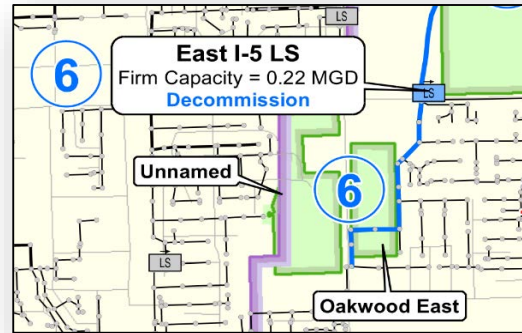 LS
6
East I-5 LS
Firm Capacity = 0.22 MGD
Decommission
LS
Unnamed
6
LS
Oakwood East